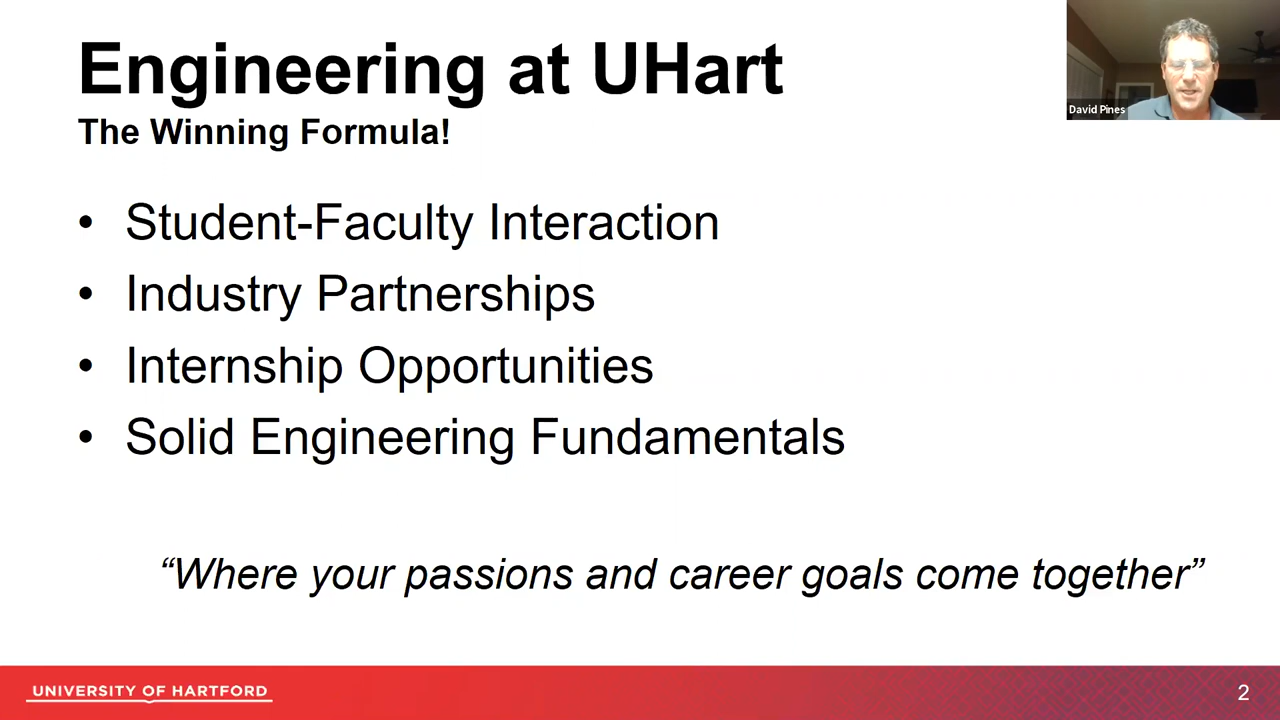 Engineering at UHart
The Winning Formula!
David Pines
• Student-Faculty Interaction
• Industry Partnerships
• Internship Opportunities
• Solid Engineering Fundamentals
“Where your passions and career goals come together”
UNIVERSITY OF HARTFORD
2